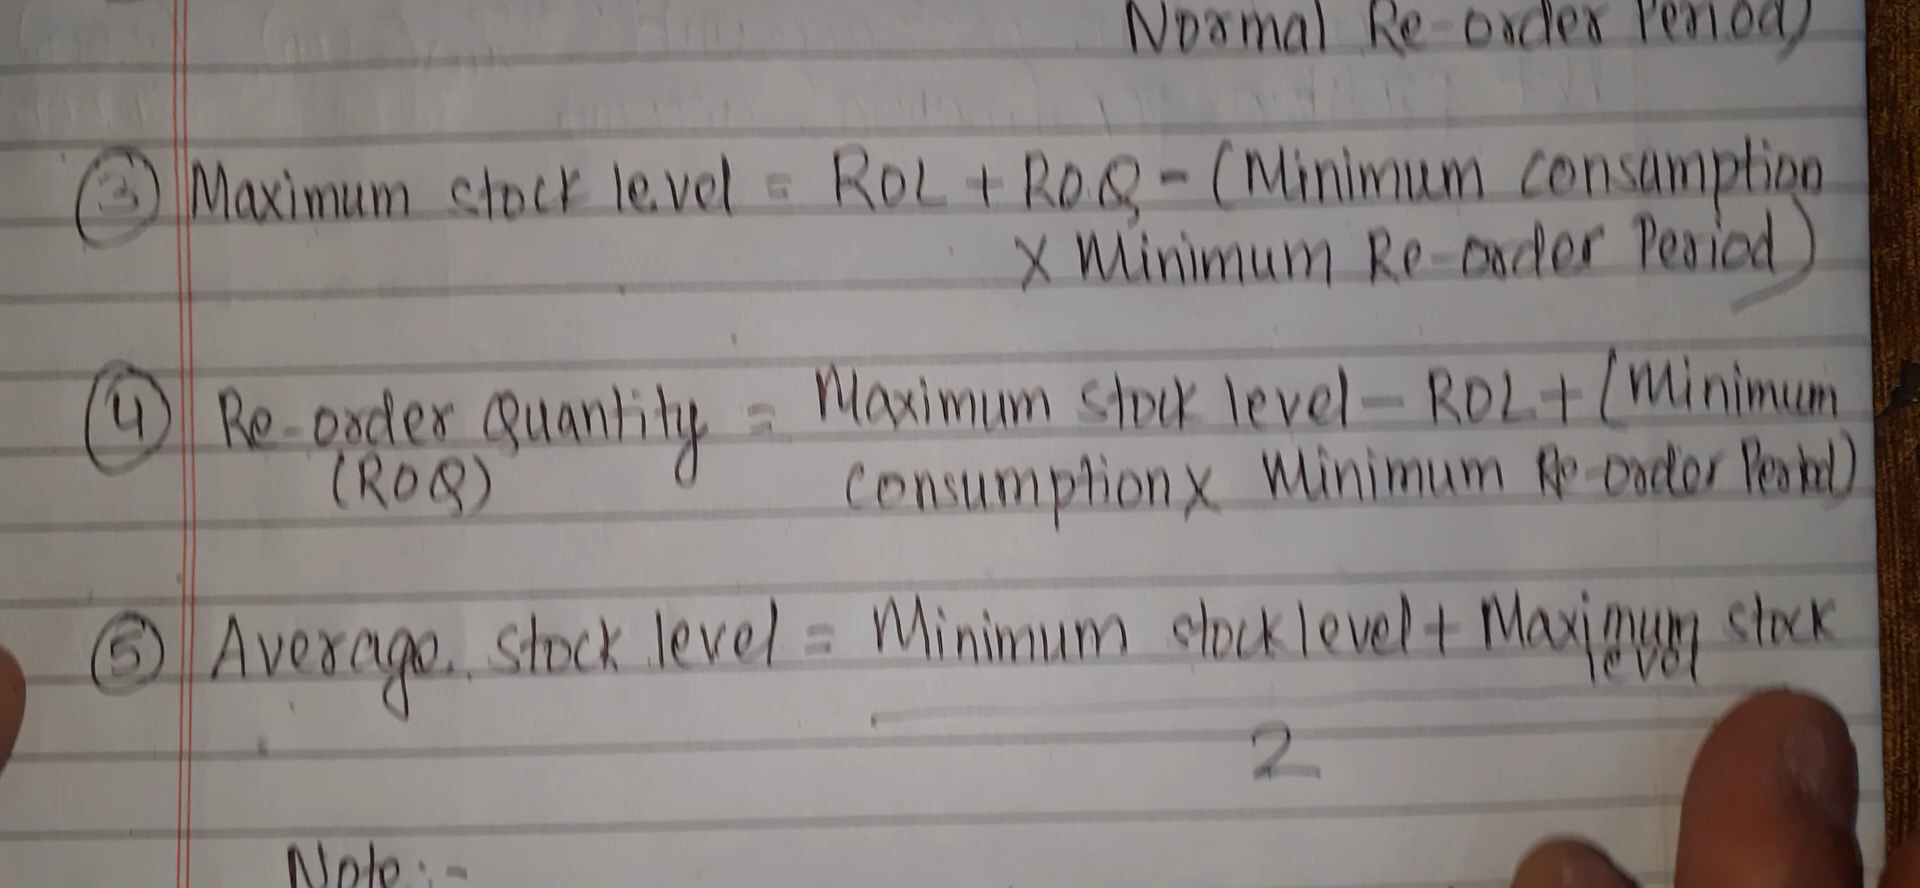 Normal Re-order Period)
③ Maximum stock level = ROL + ROQ - (Minimum consumption
x Minimum Re-order Period)
④ Re-order Quantity = Maximum stock level - ROL + (Minimum
(ROQ) consumption x Minimum Re-order Period)
⑤ Average stock level = Minimum stock level + Maximum stock
level
2
Note :-